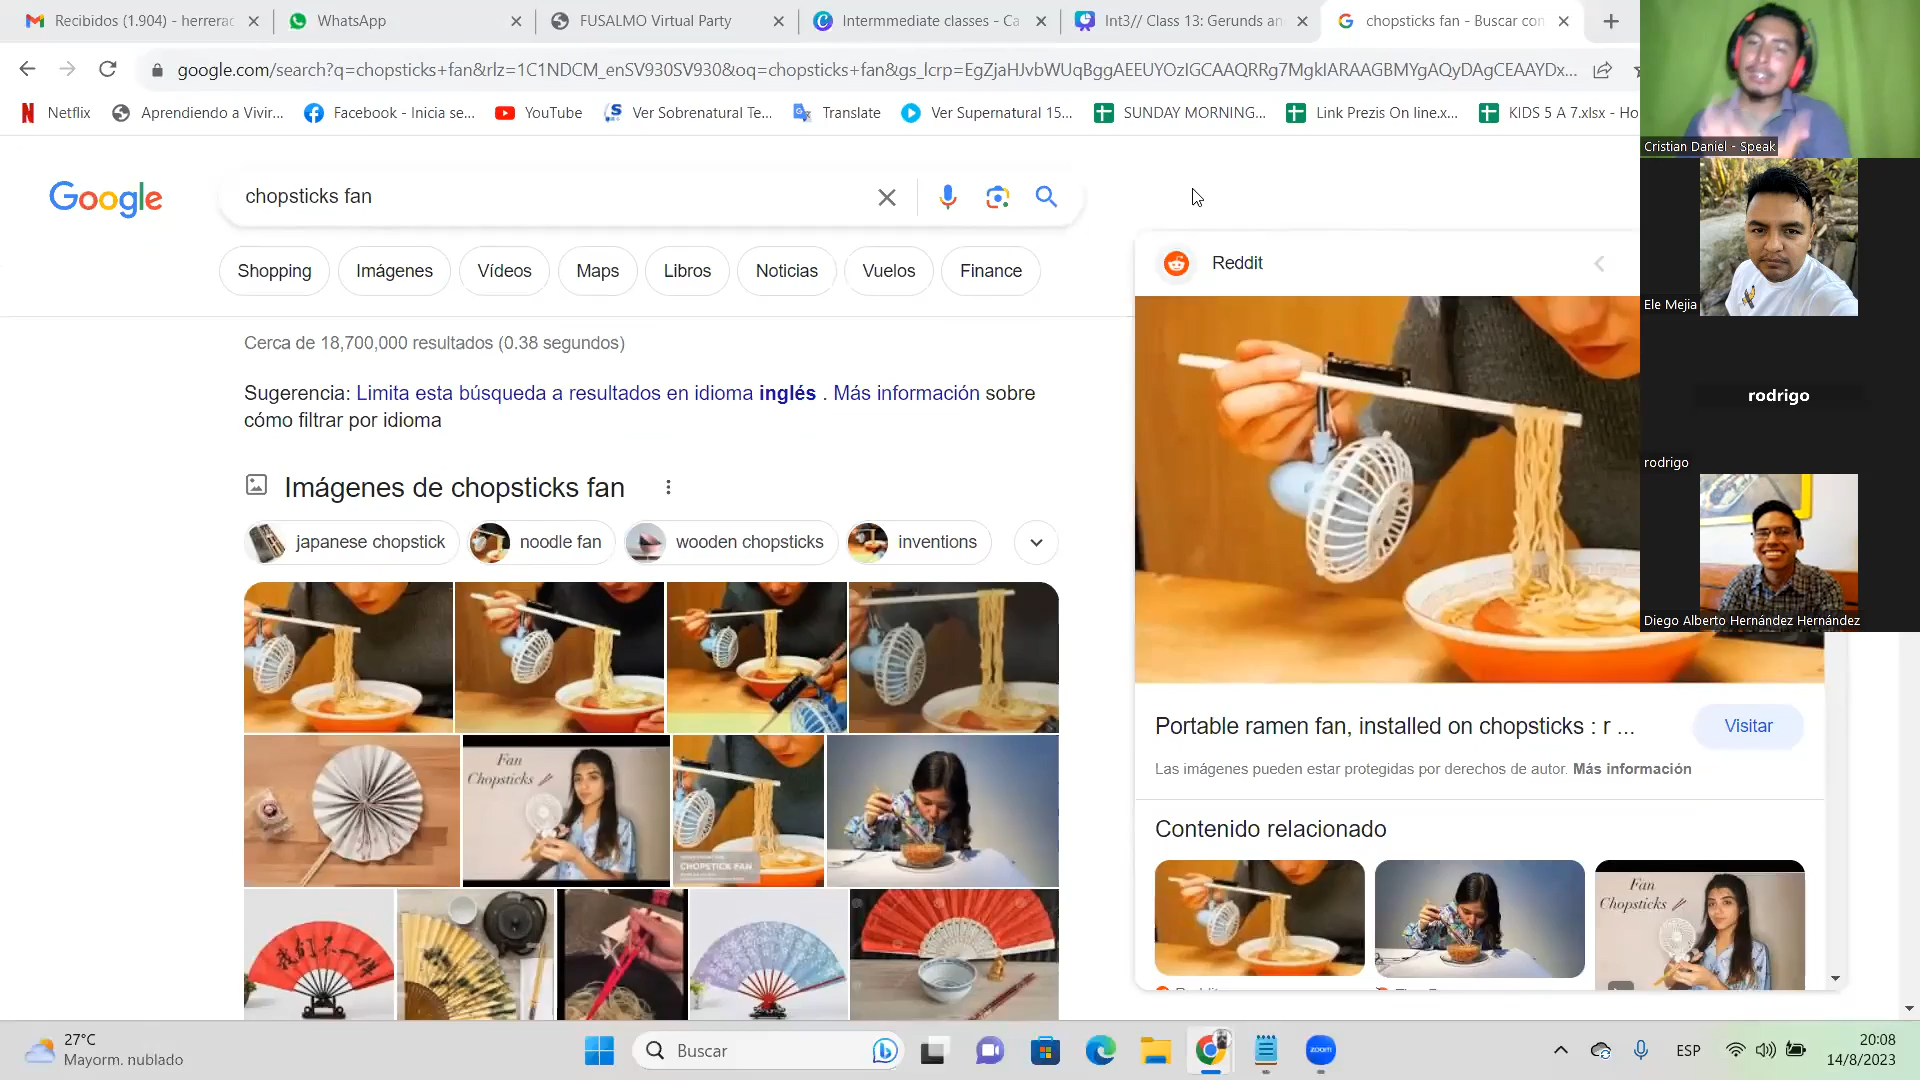 Recibidos (1.904) - herrerac
WhatsApp
FUSALMO Virtual Party
Intermmediate classes - Ca
Int3// Class 13: Gerunds an
chopsticks fan - Buscar con
google.com/search?q=chopsticks+fan&rlz=1C1NDCM_enSV930SV930&oq=chopsticks+fan&gs_lcrp=EgZjaHJvbWUqBggAEEUYOzIGCAAQRRg7MgkIARAAGBMYgAQyDAgCEAAYDx...
Netflix
Aprendiendo a Vivir...
Facebook - Inicia se...
YouTube
Ver Sobrenatural Te...
Translate
Ver Supernatural 15...
SUNDAY MORNING...
Link Prezis On line.x...
KIDS 5 A 7.xlsx - Ho
Cristian Daniel - Speak
Google
chopsticks fan
Shopping
Imágenes
Vídeos
Maps
Libros
Noticias
Vuelos
Finance
Reddit
Ele Mejia
Cerca de 18,700,000 resultados (0.38 segundos)
Sugerencia: Limita esta búsqueda a resultados en idioma inglés . Más información sobre
cómo filtrar por idioma
rodrigo
rodrigo
Imágenes de chopsticks fan
japanese chopstick
noodle fan
wooden chopsticks
inventions
Diego Alberto Hernández Hernández
Portable ramen fan, installed on chopsticks : r ...
Visitar
Las imágenes pueden estar protegidas por derechos de autor. Más información
Fan
Chopsticks
CHOPSTICK FAN
Contenido relacionado
Fan
Chopsticks
27°C
Mayorm. nublado
Buscar
zoom
ESP
20:08
14/8/2023